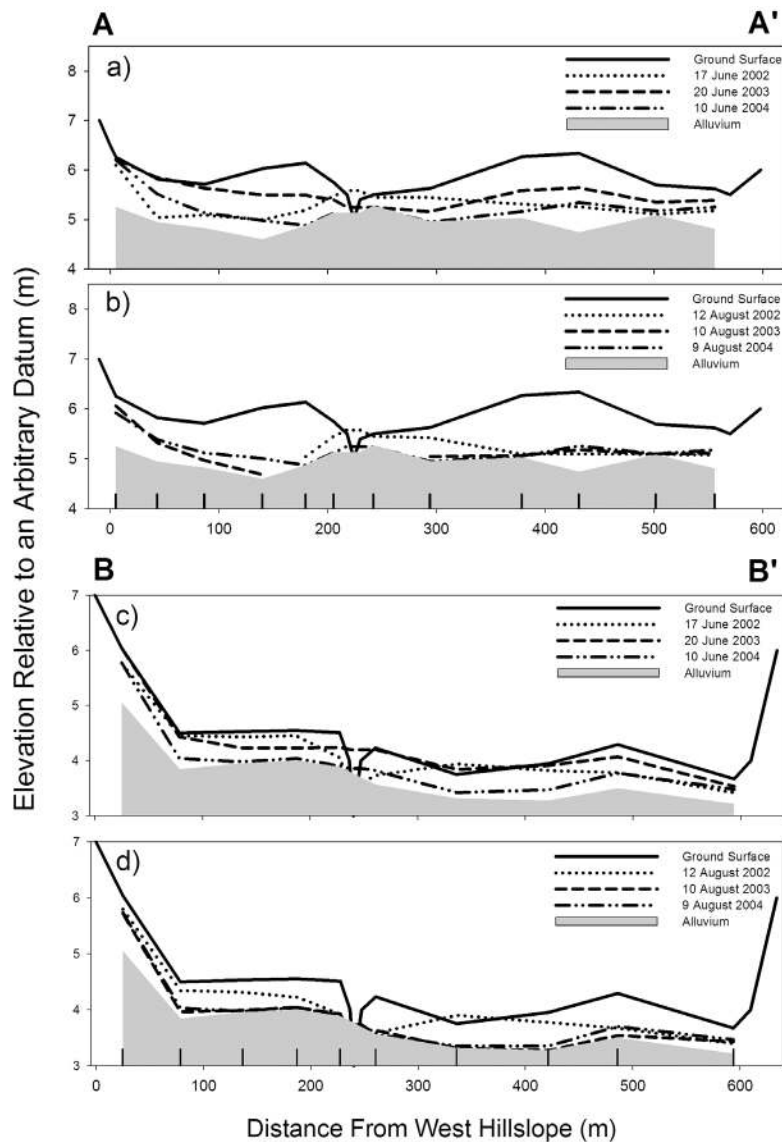 A A'
a)
Ground Surface
17 June 2002
20 June 2003
10 June 2004
Alluvium
8
7
6
5
4
b)
Ground Surface
12 August 2002
10 August 2003
9 August 2004
Alluvium
8
7
6
5
4
0 100 200 300 400 500 600
Elevation Relative to an Arbitrary Datum (m)
B B'
c)
Ground Surface
17 June 2002
20 June 2003
10 June 2004
Alluvium
7
6
5
4
3
d)
Ground Surface
12 August 2002
10 August 2003
9 August 2004
Alluvium
7
6
5
4
3
0 100 200 300 400 500 600
Distance From West Hillslope (m)